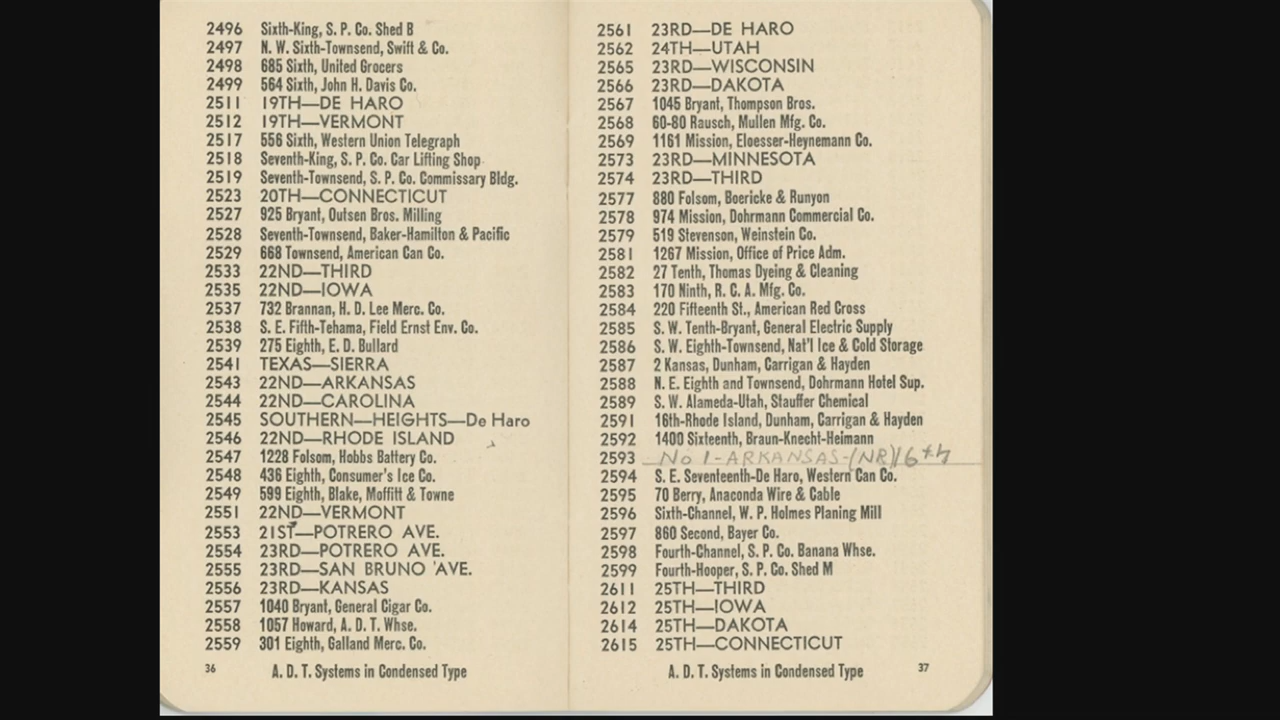 2496 Sixth-King, S. P. Co. Shed B
2497 N. W. Sixth-Townsend, Swift & Co.
2498 685 Sixth, United Grocers
2499 564 Sixth, John H. Davis Co.
2511 19TH—DE HARO
2512 19TH—VERMONT
2517 556 Sixth, Western Union Telegraph
2518 Seventh-King, S. P. Co. Car Lifting Shop
2519 Seventh-Townsend, S. P. Co. Commissary Bldg.
2523 20TH—CONNECTICUT
2527 925 Bryant, Outsen Bros. Milling
2528 Seventh-Townsend, Baker-Hamilton & Pacific
2529 668 Townsend, American Can Co.
2533 22ND—THIRD
2535 22ND—IOWA
2537 732 Brannan, H. D. Lee Merc. Co.
2538 S. E. Fifth-Tehama, Field Ernst Env. Co.
2539 275 Eighth, E. D. Bullard
2541 TEXAS—SIERRA
2543 22ND—ARKANSAS
2544 22ND—CAROLINA
2545 SOUTHERN—HEIGHTS—De Haro
2546 22ND—RHODE ISLAND
2547 1228 Folsom, Hobbs Battery Co.
2548 436 Eighth, Consumer's Ice Co.
2549 599 Eighth, Blake, Moffitt & Towne
2551 22ND—VERMONT
2553 21ST—POTRERO AVE.
2554 23RD—POTRERO AVE.
2555 23RD—SAN BRUNO 'AVE.
2556 23RD—KANSAS
2557 1040 Bryant, General Cigar Co.
2558 1057 Howard, A. D. T. Whse.
2559 301 Eighth, Galland Merc. Co.
36 A. D. T. Systems in Condensed Type
2561 23RD—DE HARO
2562 24TH—UTAH
2565 23RD—WISCONSIN
2566 23RD—DAKOTA
2567 1045 Bryant, Thompson Bros.
2568 60-80 Rausch, Mullen Mfg. Co.
2569 1161 Mission, Eloesser-Heynemann Co.
2573 23RD—MINNESOTA
2574 23RD—THIRD
2577 880 Folsom, Boericke & Runyon
2578 974 Mission, Dohrmann Commercial Co.
2579 519 Stevenson, Weinstein Co.
2581 1267 Mission, Office of Price Adm.
2582 27 Tenth, Thomas Dyeing & Cleaning
2583 170 Ninth, R. C. A. Mfg. Co.
2584 220 Fifteenth St., American Red Cross
2585 S. W. Tenth-Bryant, General Electric Supply
2586 S. W. Eighth-Townsend, Nat'l Ice & Cold Storage
2587 2 Kansas, Dunham, Carrigan & Hayden
2588 N. E. Eighth and Townsend, Dohrmann Hotel Sup.
2589 S. W. Alameda-Utah, Stauffer Chemical
2591 16th-Rhode Island, Dunham, Carrigan & Hayden
2592 1400 Sixteenth, Braun-Knecht-Heimann
2593 No 1-ARKANSAS-(NR)16th
2594 S. E. Seventeenth-De Haro, Western Can Co.
2595 70 Berry, Anaconda Wire & Cable
2596 Sixth-Channel, W. P. Holmes Planing Mill
2597 860 Second, Bayer Co.
2598 Fourth-Channel, S. P. Co. Banana Whse.
2599 Fourth-Hooper, S. P. Co. Shed M
2611 25TH—THIRD
2612 25TH—IOWA
2614 25TH—DAKOTA
2615 25TH—CONNECTICUT
A. D. T. Systems in Condensed Type 37